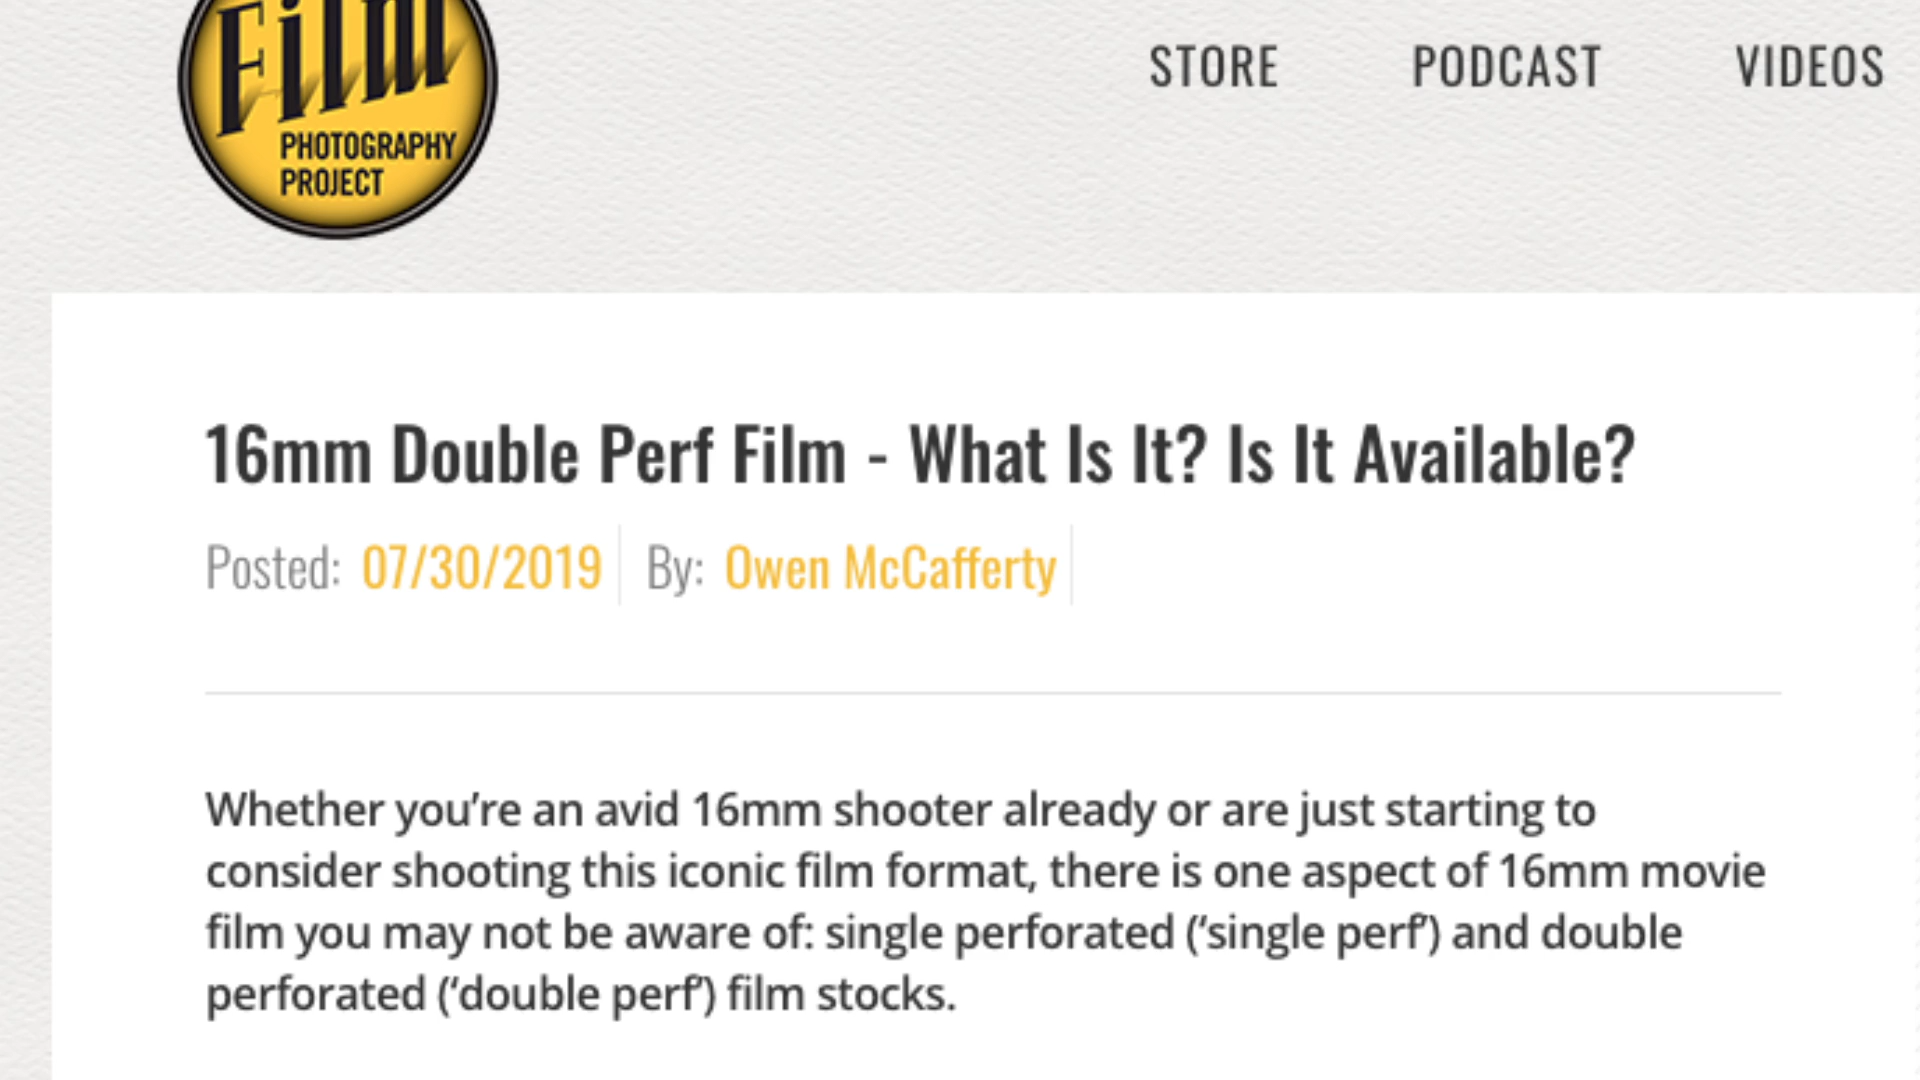 Film
PHOTOGRAPHY
PROJECT
STORE PODCAST VIDEOS
16mm Double Perf Film - What Is It? Is It Available?
Posted: 07/30/2019 By: Owen McCafferty
Whether you’re an avid 16mm shooter already or are just starting to
consider shooting this iconic film format, there is one aspect of 16mm movie
film you may not be aware of: single perforated (‘single perf’) and double
perforated (‘double perf’) film stocks.